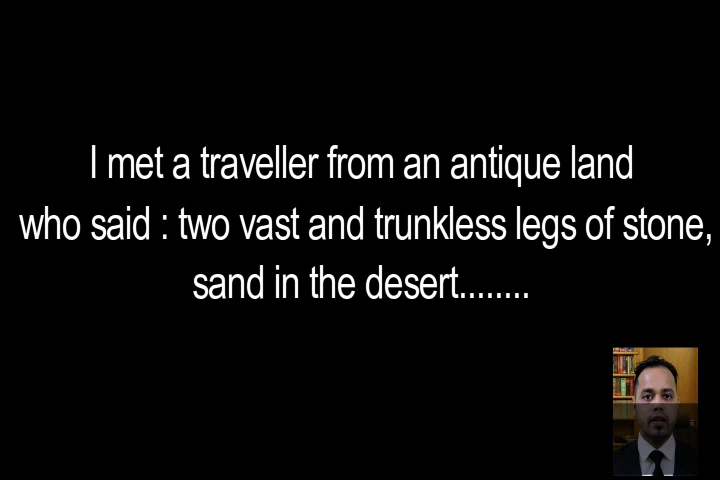 I met a traveller from an antique land
who said : two vast and trunkless legs of stone,
sand in the desert........